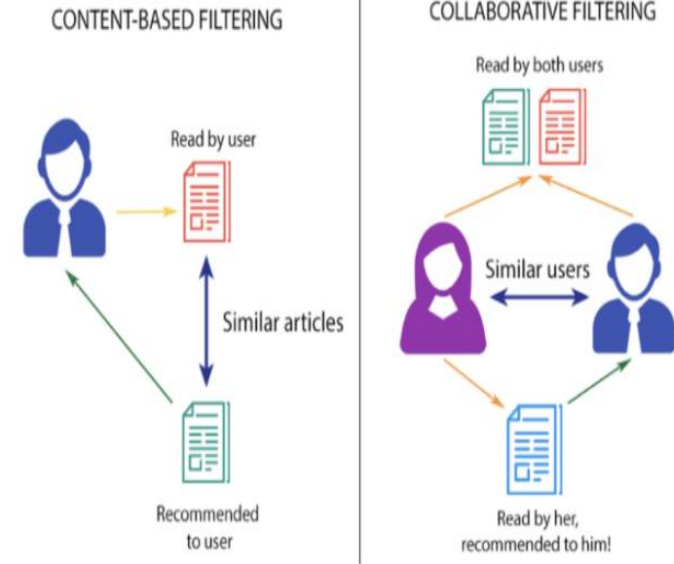 CONTENT-BASED FILTERING
Read by user
Similar articles
Recommended
to user
COLLABORATIVE FILTERING
Read by both users
Similar users
Read by her,
recommended to him!